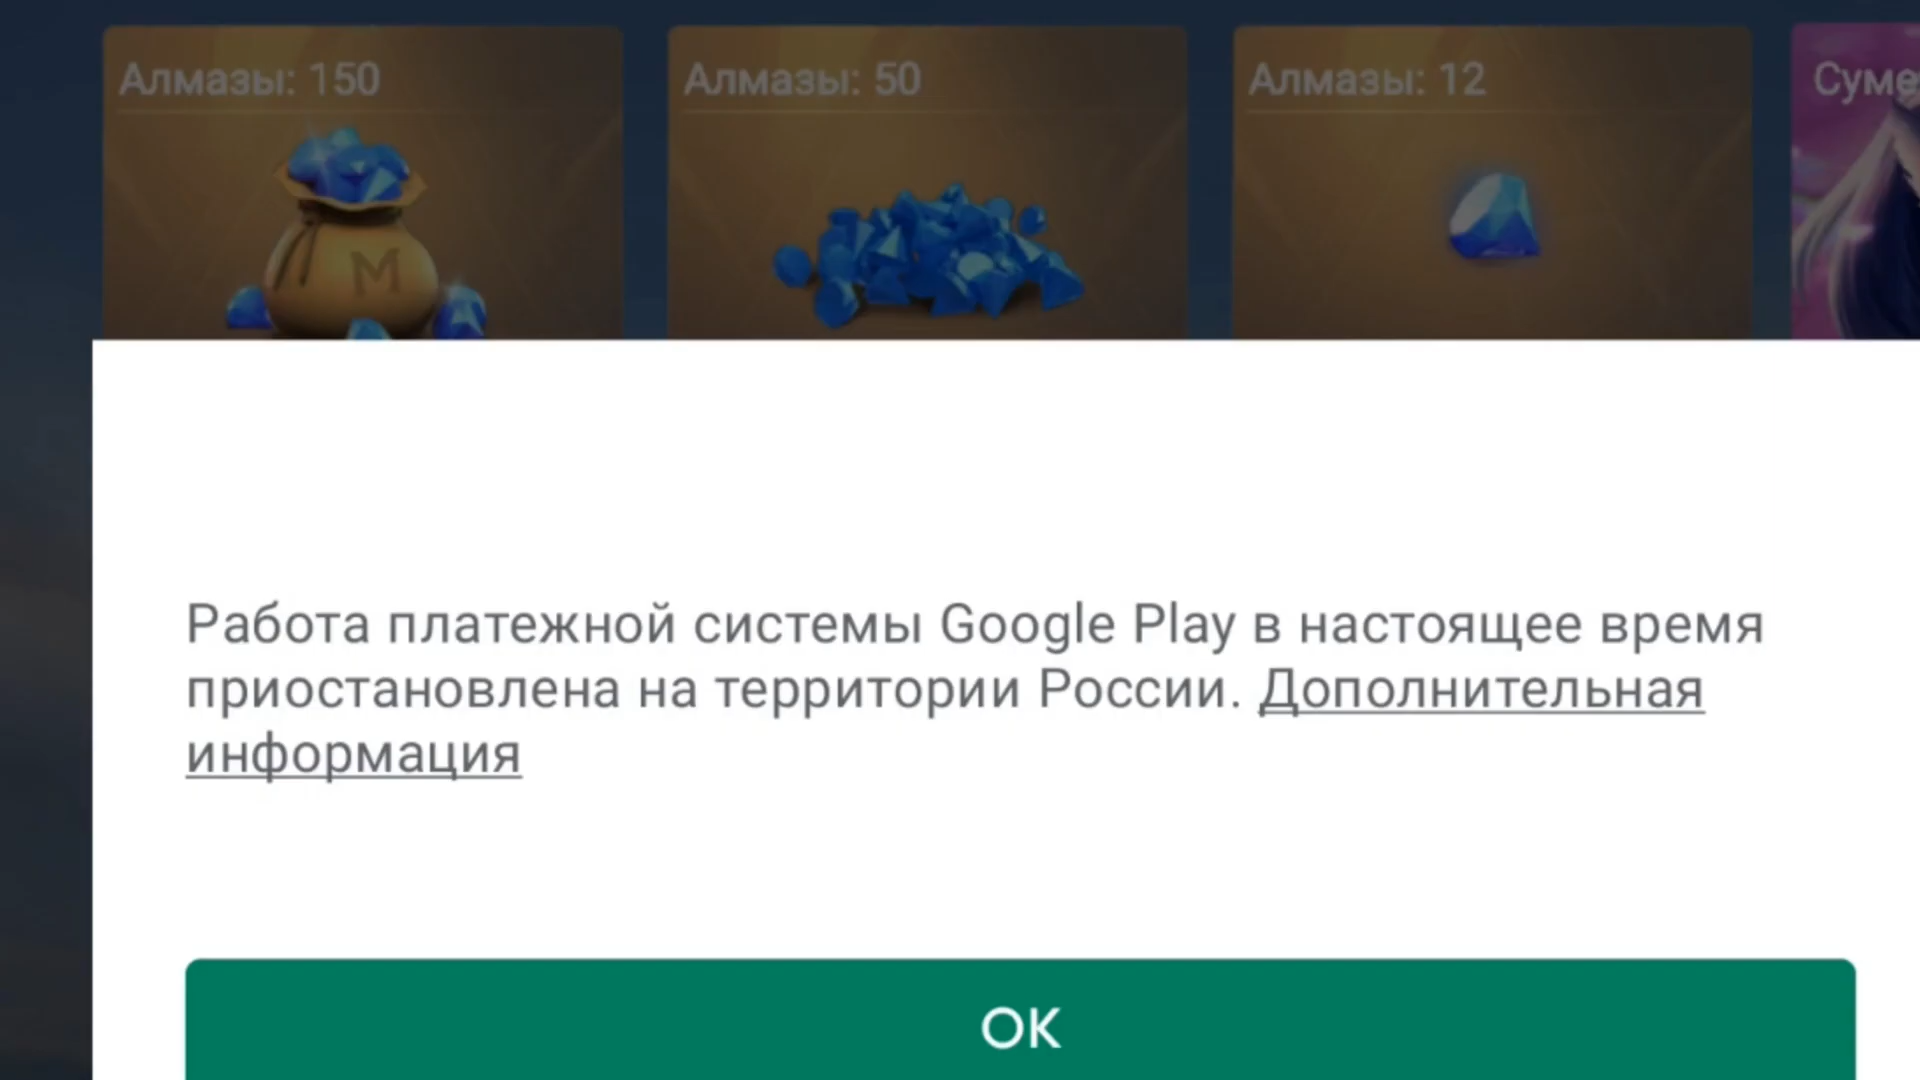 Алмазы: 150
Алмазы: 50
Алмазы: 12
Суме
M
Работа платежной системы Google Play в настоящее время
приостановлена на территории России. Дополнительная
информация
OK